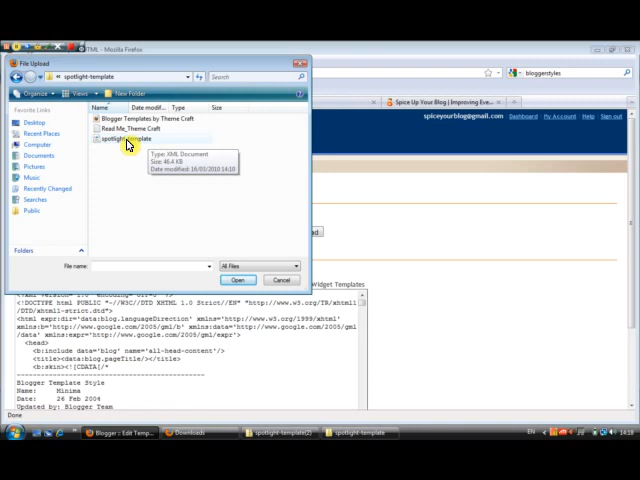 HTML - Mozilla Firefox
File Upload
spotlight-template
Search
bloggerstyles
Organize
Views
New Folder
Favorite Links
Name
Date modif...
Type
Size
Spice Up Your Blog | Improving Eve...
Desktop
Recent Places
Computer
Documents
Pictures
Music
Recently Changed
Searches
Public
Blogger Templates by Theme Craft
Read Me_Theme Craft
spotlight-template
spiceyourblog@gmail.com
Dashboard
My Account
Help
Sign out
Type: XML Document
Size: 46.4 KB
Date modified: 16/03/2010 14:10
Folders
File name:
All Files
Open
Cancel
Widget Templates
<!DOCTYPE html PUBLIC "-//W3C//DTD XHTML 1.0 Strict//EN" "http://www.w3.org/TR/xhtml1
/DTD/xhtml1-strict.dtd">
<html expr:dir='data:blog.languageDirection' xmlns='http://www.w3.org/1999/xhtml'
xmlns:b='http://www.google.com/2005/gml/b' xmlns:data='http://www.google.com/2005/gml
/data' xmlns:expr='http://www.google.com/2005/gml/expr'>
<head>
<b:include data='blog' name='all-head-content'/>
<title><data:blog.pageTitle/></title>
<b:skin><![CDATA[/*
-----------------------------------------------
Blogger Template Style
Name: Minima
Date: 26 Feb 2004
Updated by: Blogger Team
Done
Blogger :: Edit Temp...
Downloads
spotlight-template(2)
spotlight-template
EN
14:18